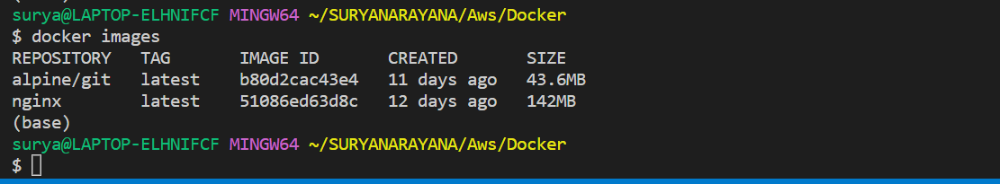 surya@LAPTOP-ELHNIFCF MINGW64 ~/SURYANARAYANA/Aws/Docker
$ docker images
REPOSITORY   TAG       IMAGE ID       CREATED       SIZE
alpine/git   latest    b80d2cac43e4   11 days ago   43.6MB
nginx        latest    51086ed63d8c   12 days ago   142MB
(base)
surya@LAPTOP-ELHNIFCF MINGW64 ~/SURYANARAYANA/Aws/Docker
$